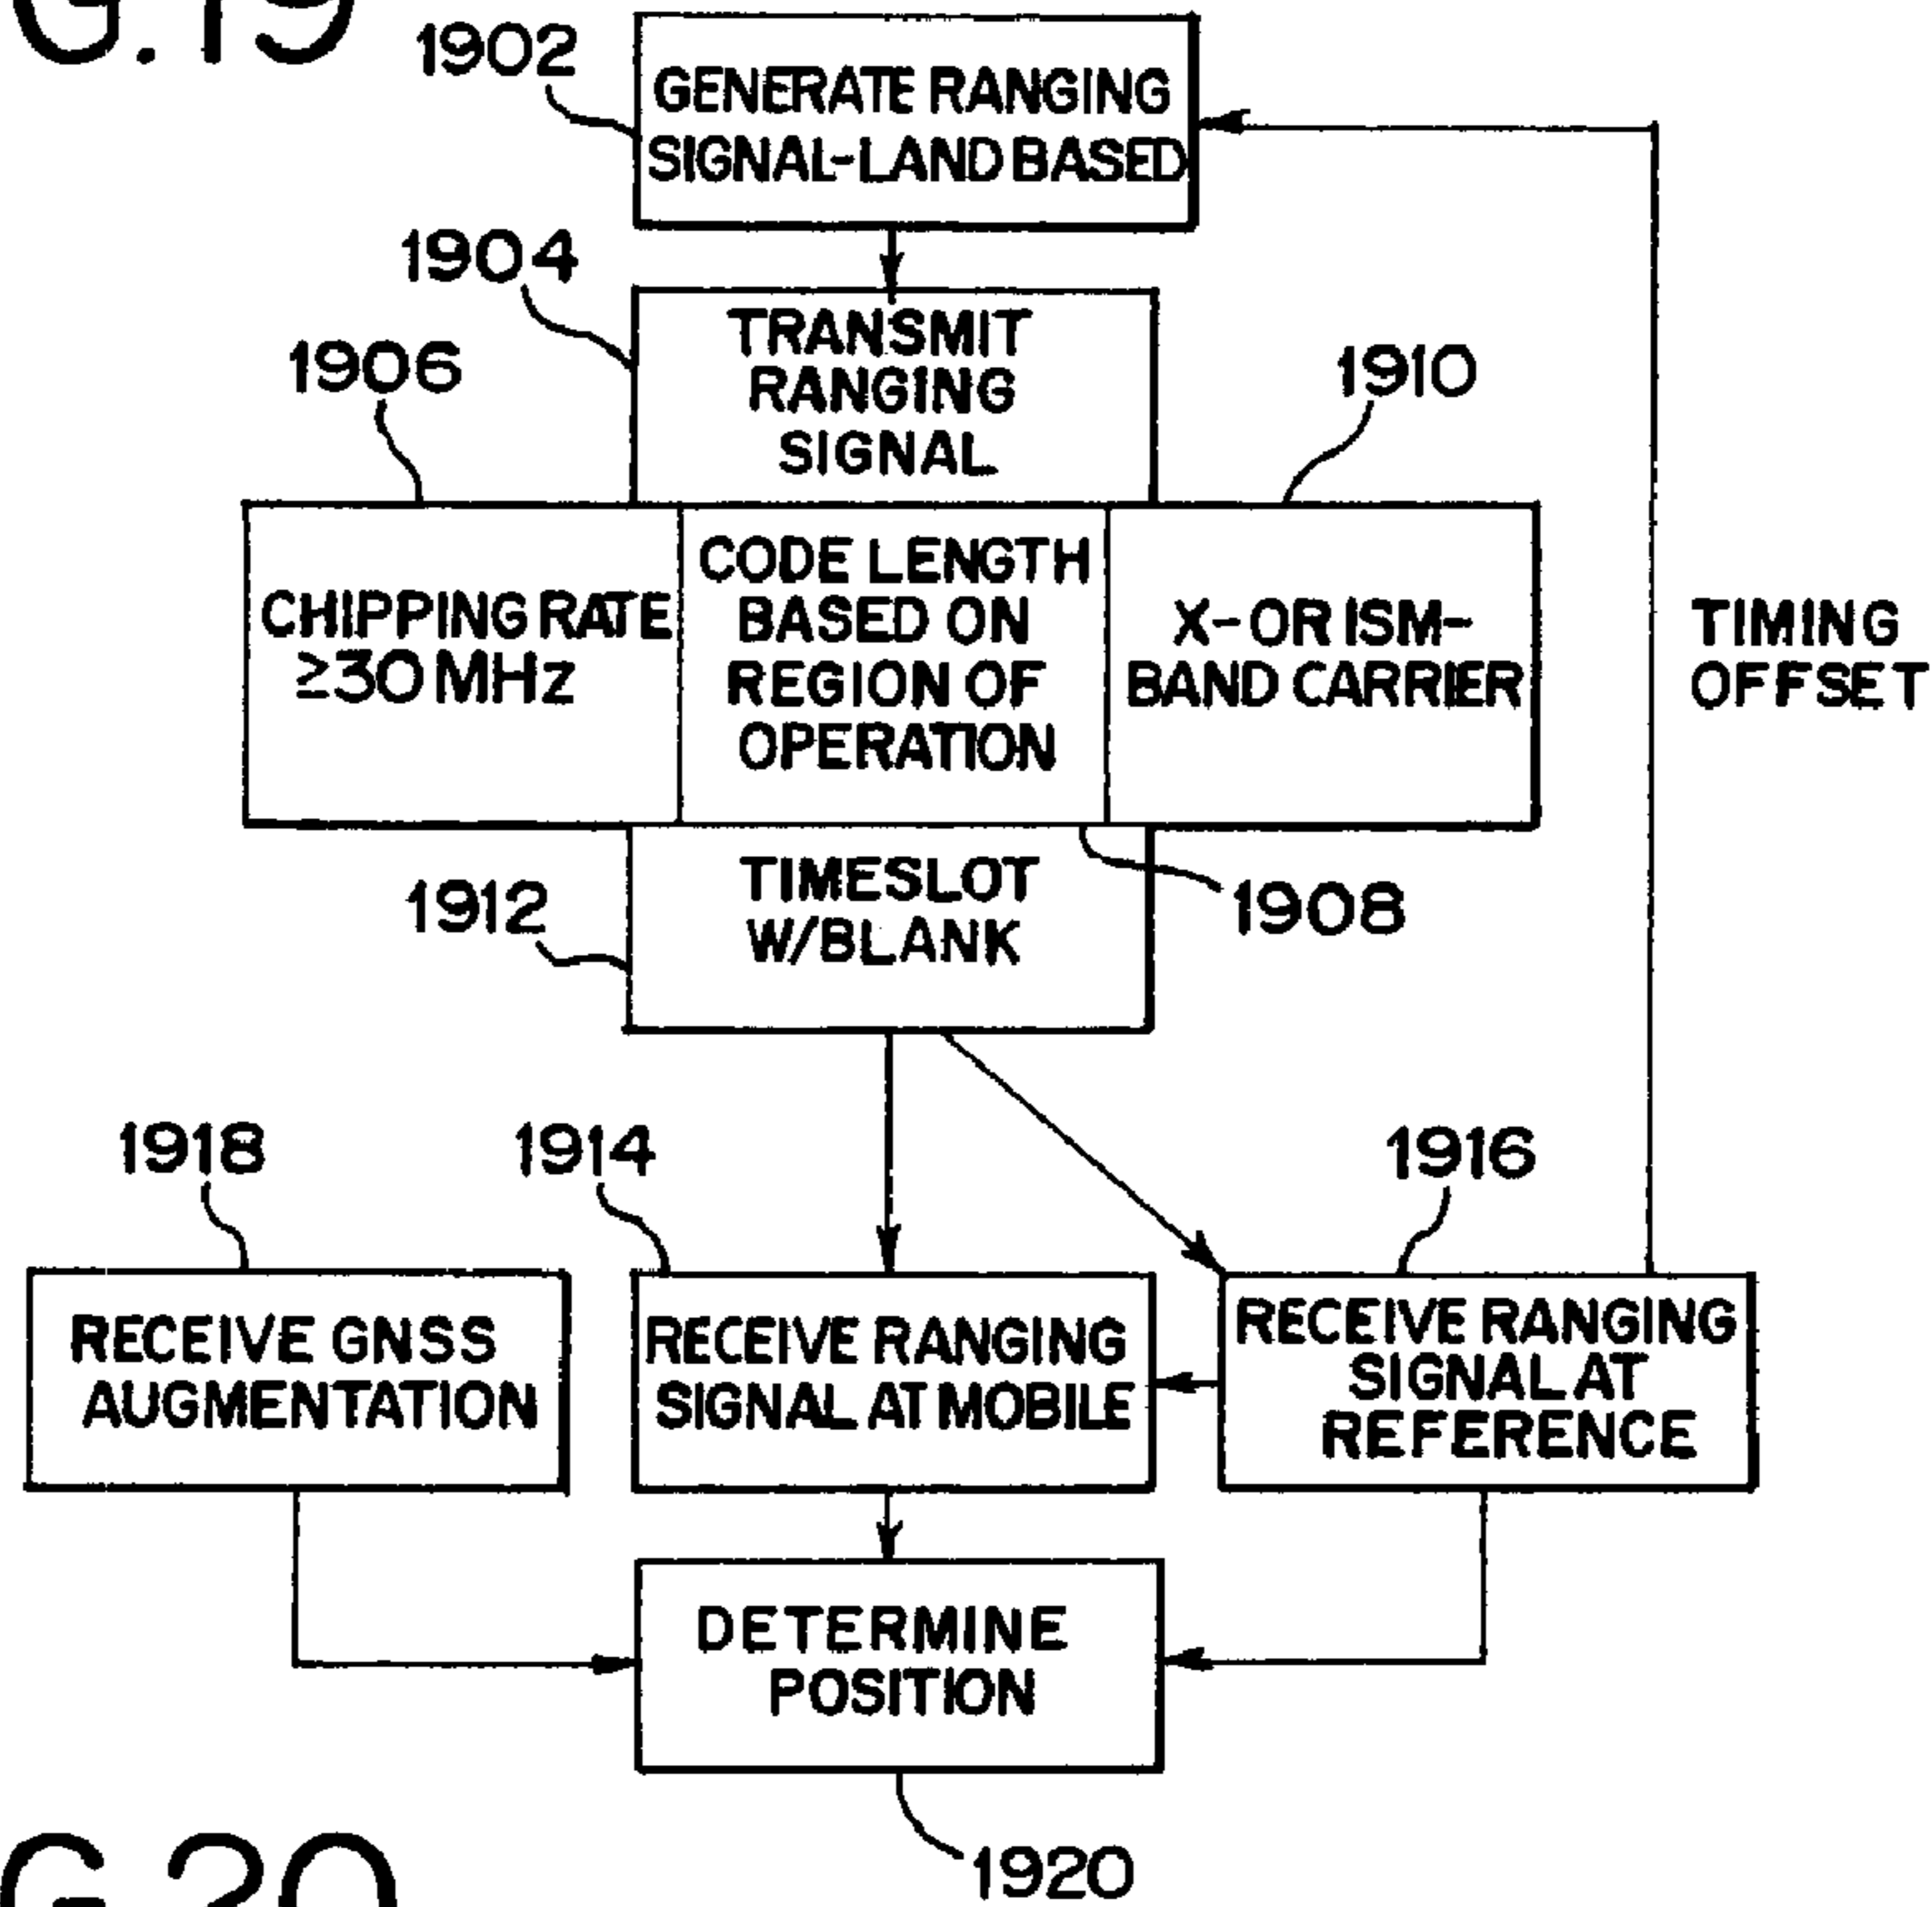 G.19
1902
GENERATE RANGING
SIGNAL-LAND BASED
1904
TRANSMIT
RANGING
SIGNAL
1906
1910
CHIPPING RATE
≥30 MHz
CODE LENGTH
BASED ON
REGION OF
OPERATION
X- OR ISM-
BAND CARRIER
TIMING
OFFSET
1912
TIMESLOT
W/BLANK
1908
1918
1914
1916
RECEIVE GNSS
AUGMENTATION
RECEIVE RANGING
SIGNAL AT MOBILE
RECEIVE RANGING
SIGNAL AT
REFERENCE
DETERMINE
POSITION
1920
G.20